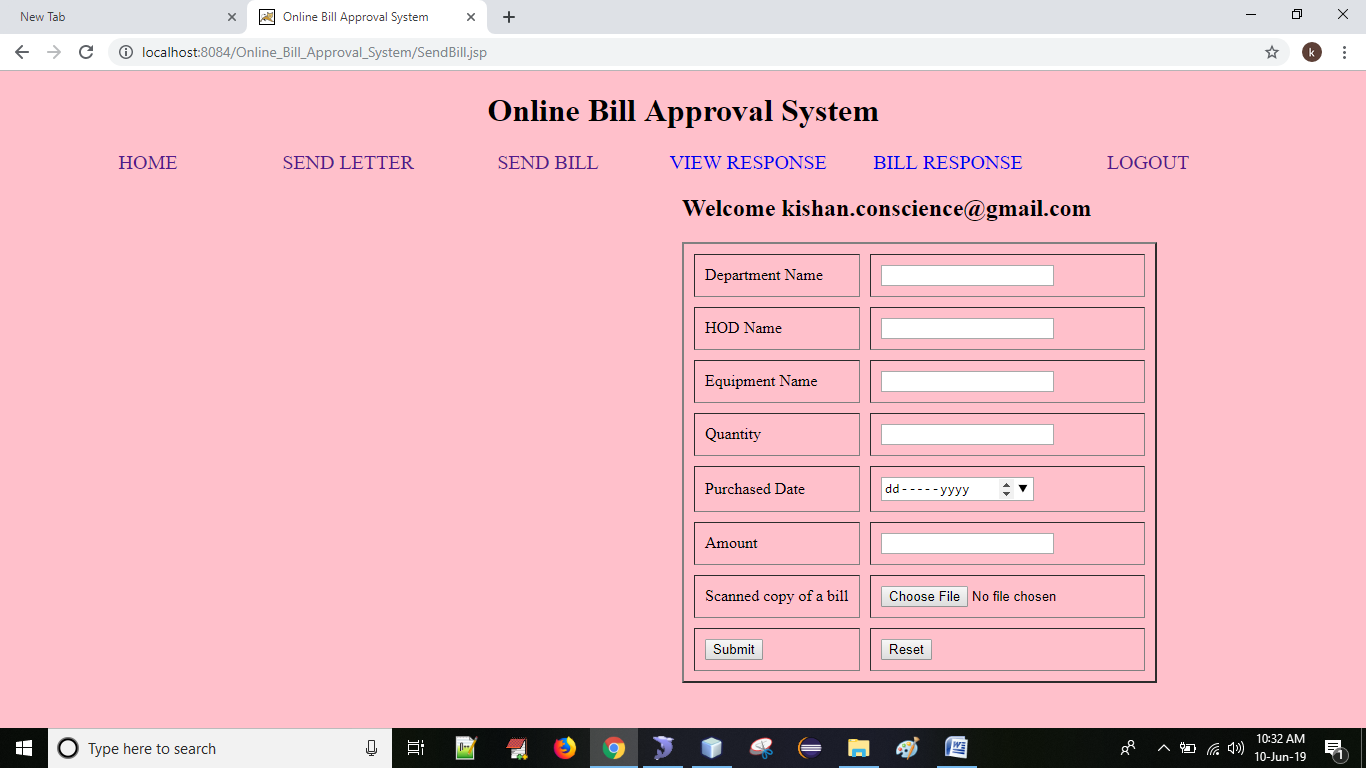 New Tab
Online Bill Approval System
localhost:8084/Online_Bill_Approval_System/SendBill.jsp
k
Online Bill Approval System
HOME SEND LETTER SEND BILL VIEW RESPONSE BILL RESPONSE LOGOUT
Welcome kishan.conscience@gmail.com
Department Name
HOD Name
Equipment Name
Quantity
Purchased Date dd-----yyyy
Amount
Scanned copy of a bill Choose File No file chosen
Submit Reset
Type here to search
10:32 AM
10-Jun-19
1